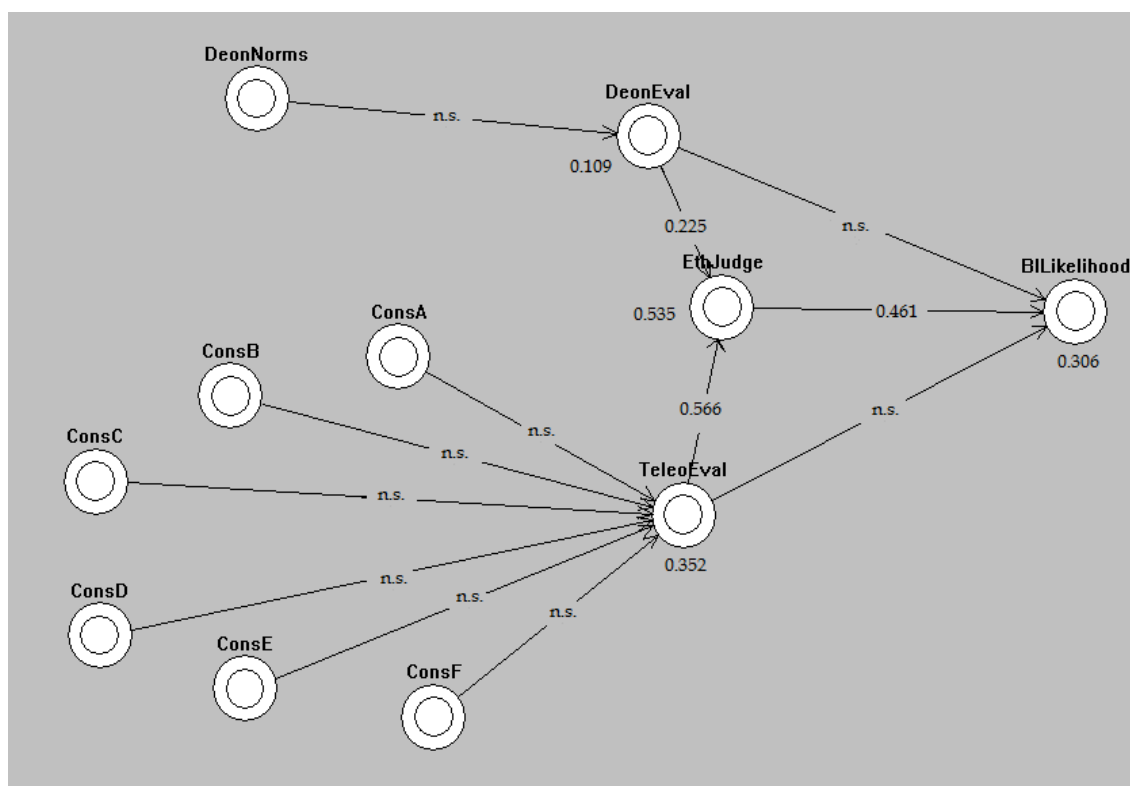 DeonNorms
DeonEval
n.s.
0.109
0.225
n.s.
EthJudge
BILikelihood
0.535
0.461
0.306
ConsA
ConsB
0.566
n.s.
ConsC
n.s.
n.s.
TeleoEval
n.s.
0.352
n.s.
ConsD
n.s.
n.s.
ConsE
ConsF